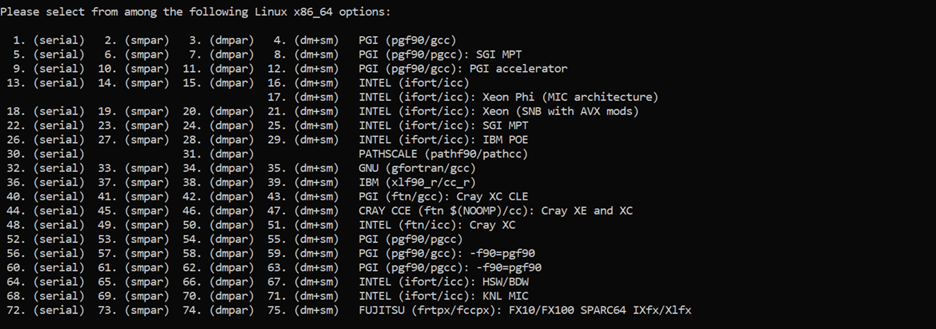 Please select from among the following Linux x86_64 options:
1. (serial) 2. (smpar) 3. (dmpar) 4. (dm+sm) PGI (pgf90/gcc)
5. (serial) 6. (smpar) 7. (dmpar) 8. (dm+sm) PGI (pgf90/pgcc): SGI MPT
9. (serial) 10. (smpar) 11. (dmpar) 12. (dm+sm) PGI (pgf90/gcc): PGI accelerator
13. (serial) 14. (smpar) 15. (dmpar) 16. (dm+sm) INTEL (ifort/icc)
17. (dm+sm) INTEL (ifort/icc): Xeon Phi (MIC architecture)
18. (serial) 19. (smpar) 20. (dmpar) 21. (dm+sm) INTEL (ifort/icc): Xeon (SNB with AVX mods)
22. (serial) 23. (smpar) 24. (dmpar) 25. (dm+sm) INTEL (ifort/icc): SGI MPT
26. (serial) 27. (smpar) 28. (dmpar) 29. (dm+sm) INTEL (ifort/icc): IBM POE
30. (serial) 31. (dmpar) PATHSCALE (pathf90/pathcc)
32. (serial) 33. (smpar) 34. (dmpar) 35. (dm+sm) GNU (gfortran/gcc)
36. (serial) 37. (smpar) 38. (dmpar) 39. (dm+sm) IBM (xlf90_r/cc_r)
40. (serial) 41. (smpar) 42. (dmpar) 43. (dm+sm) PGI (ftn/gcc): Cray XC CLE
44. (serial) 45. (smpar) 46. (dmpar) 47. (dm+sm) CRAY CCE (ftn $(NOOMP)/cc): Cray XE and XC
48. (serial) 49. (smpar) 50. (dmpar) 51. (dm+sm) INTEL (ftn/icc): Cray XC
52. (serial) 53. (smpar) 54. (dmpar) 55. (dm+sm) PGI (pgf90/pgcc)
56. (serial) 57. (smpar) 58. (dmpar) 59. (dm+sm) PGI (pgf90/gcc): -f90=pgf90
60. (serial) 61. (smpar) 62. (dmpar) 63. (dm+sm) PGI (pgf90/pgcc): -f90=pgf90
64. (serial) 65. (smpar) 66. (dmpar) 67. (dm+sm) INTEL (ifort/icc): HSW/BDW
68. (serial) 69. (smpar) 70. (dmpar) 71. (dm+sm) INTEL (ifort/icc): KNL MIC
72. (serial) 73. (smpar) 74. (dmpar) 75. (dm+sm) FUJITSU (frtpx/fccpx): FX10/FX100 SPARC64 IXfx/Xlfx